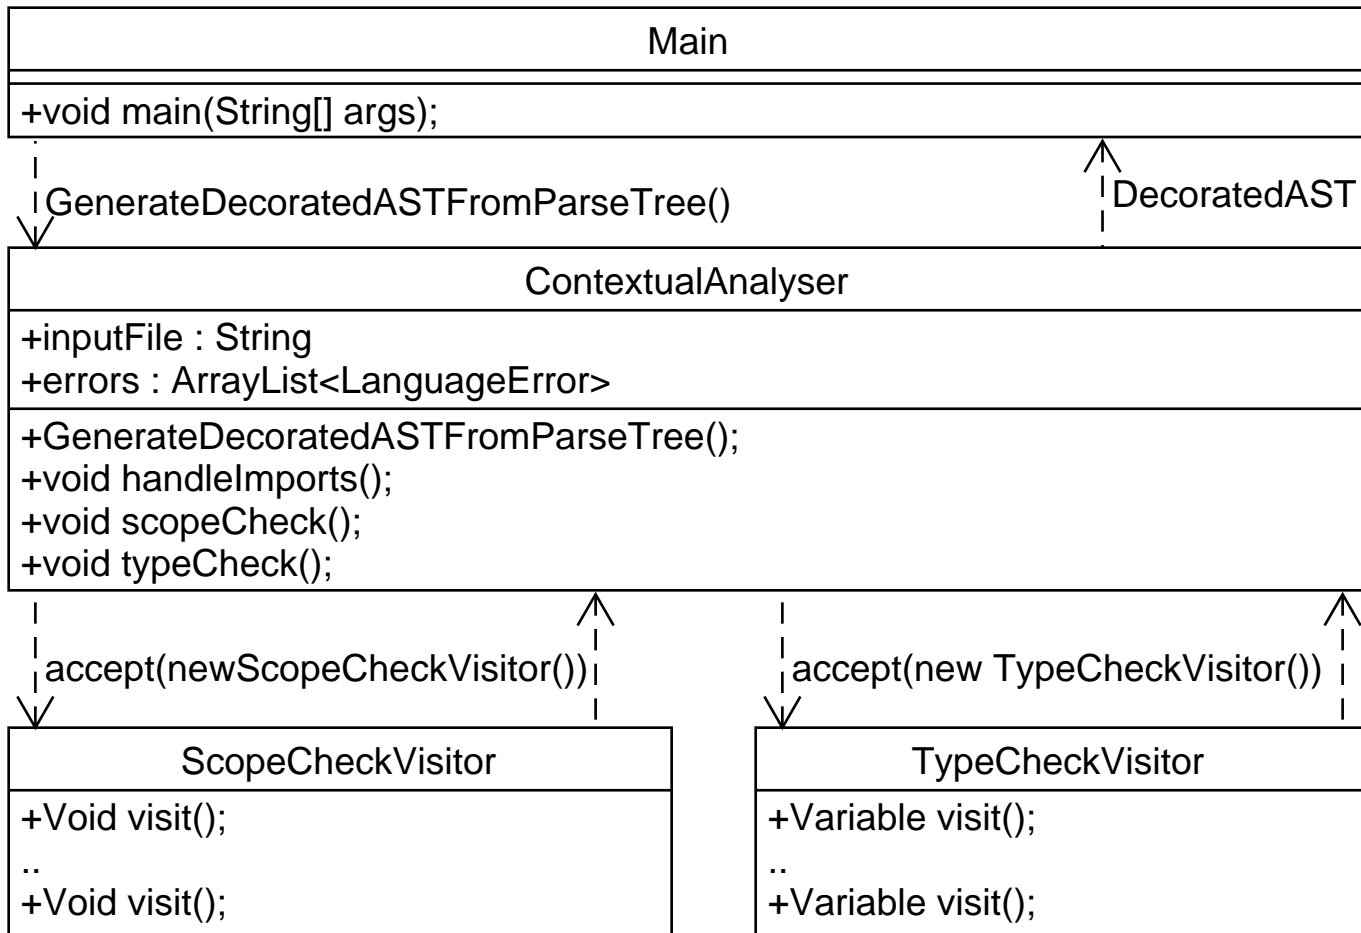 Main
+void main(String[] args);
GenerateDecoratedASTFromParseTree()
DecoratedAST
ContextualAnalyser
+inputFile : String
+errors : ArrayList<LanguageError>
+GenerateDecoratedASTFromParseTree();
+void handleImports();
+void scopeCheck();
+void typeCheck();
accept(newScopeCheckVisitor())
accept(new TypeCheckVisitor())
ScopeCheckVisitor
+Void visit();
..
+Void visit();
TypeCheckVisitor
+Variable visit();
..
+Variable visit();